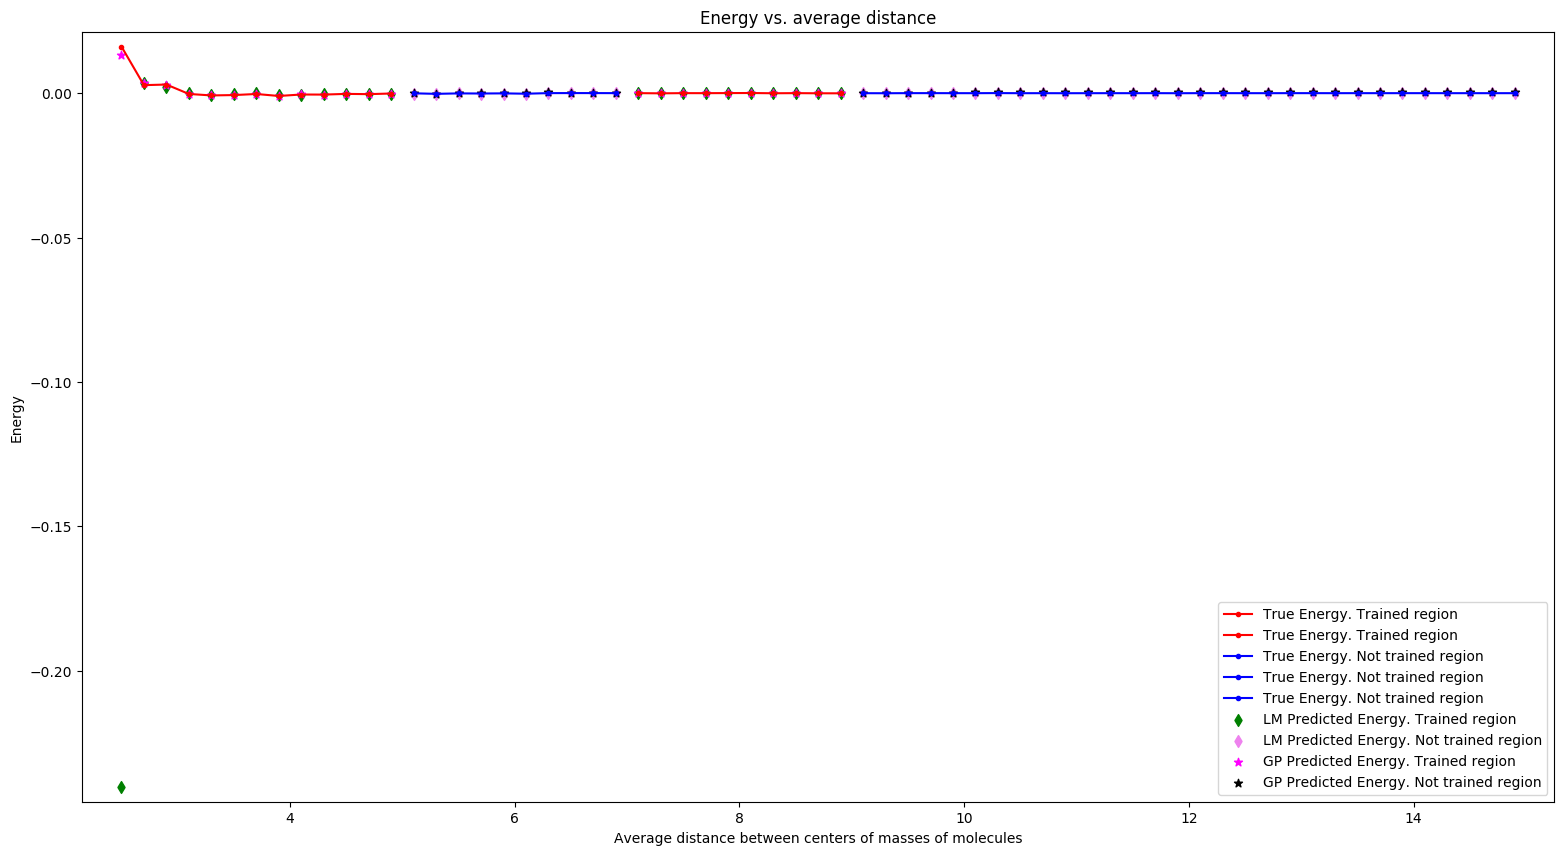 Energy vs. average distance
0.00
−0.05
−0.10
−0.15
−0.20
Energy
4
6
8
10
12
14
Average distance between centers of masses of molecules
True Energy. Trained region
True Energy. Trained region
True Energy. Not trained region
True Energy. Not trained region
True Energy. Not trained region
LM Predicted Energy. Trained region
LM Predicted Energy. Not trained region
GP Predicted Energy. Trained region
GP Predicted Energy. Not trained region